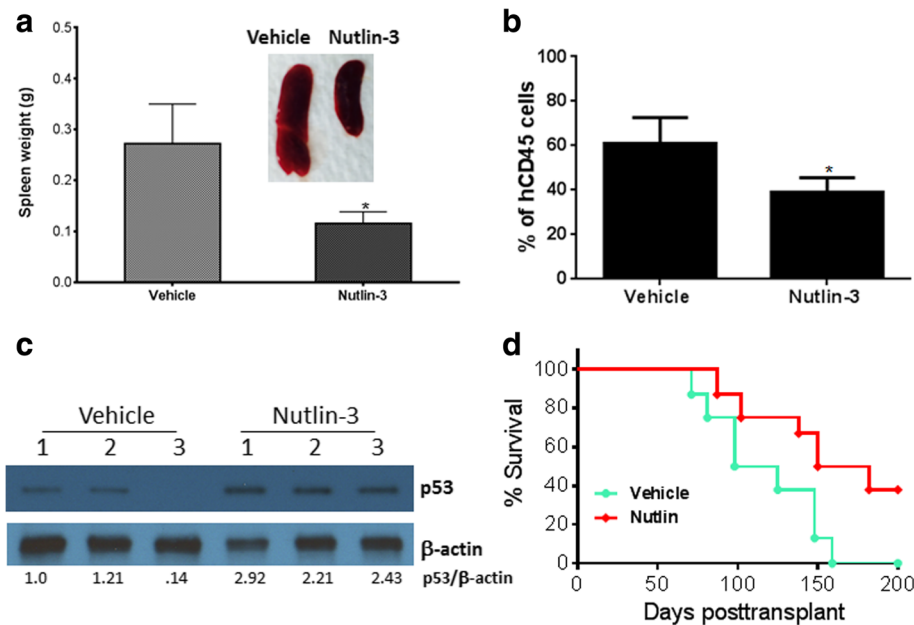 a
Vehicle Nutlin-3
Spleen weight (g)
0.5
0.4
0.3
0.2
0.1
0.0
*
Vehicle Nutlin-3
b
% of hCD45 cells
100
80
60
40
20
0
*
Vehicle Nutlin-3
c
Vehicle Nutlin-3
1 2 3 1 2 3
p53
β-actin
1.0 1.21 .14 2.92 2.21 2.43 p53/β-actin
d
% Survival
100
80
60
40
20
0
Vehicle
Nutlin
0 50 100 150 200
Days posttransplant